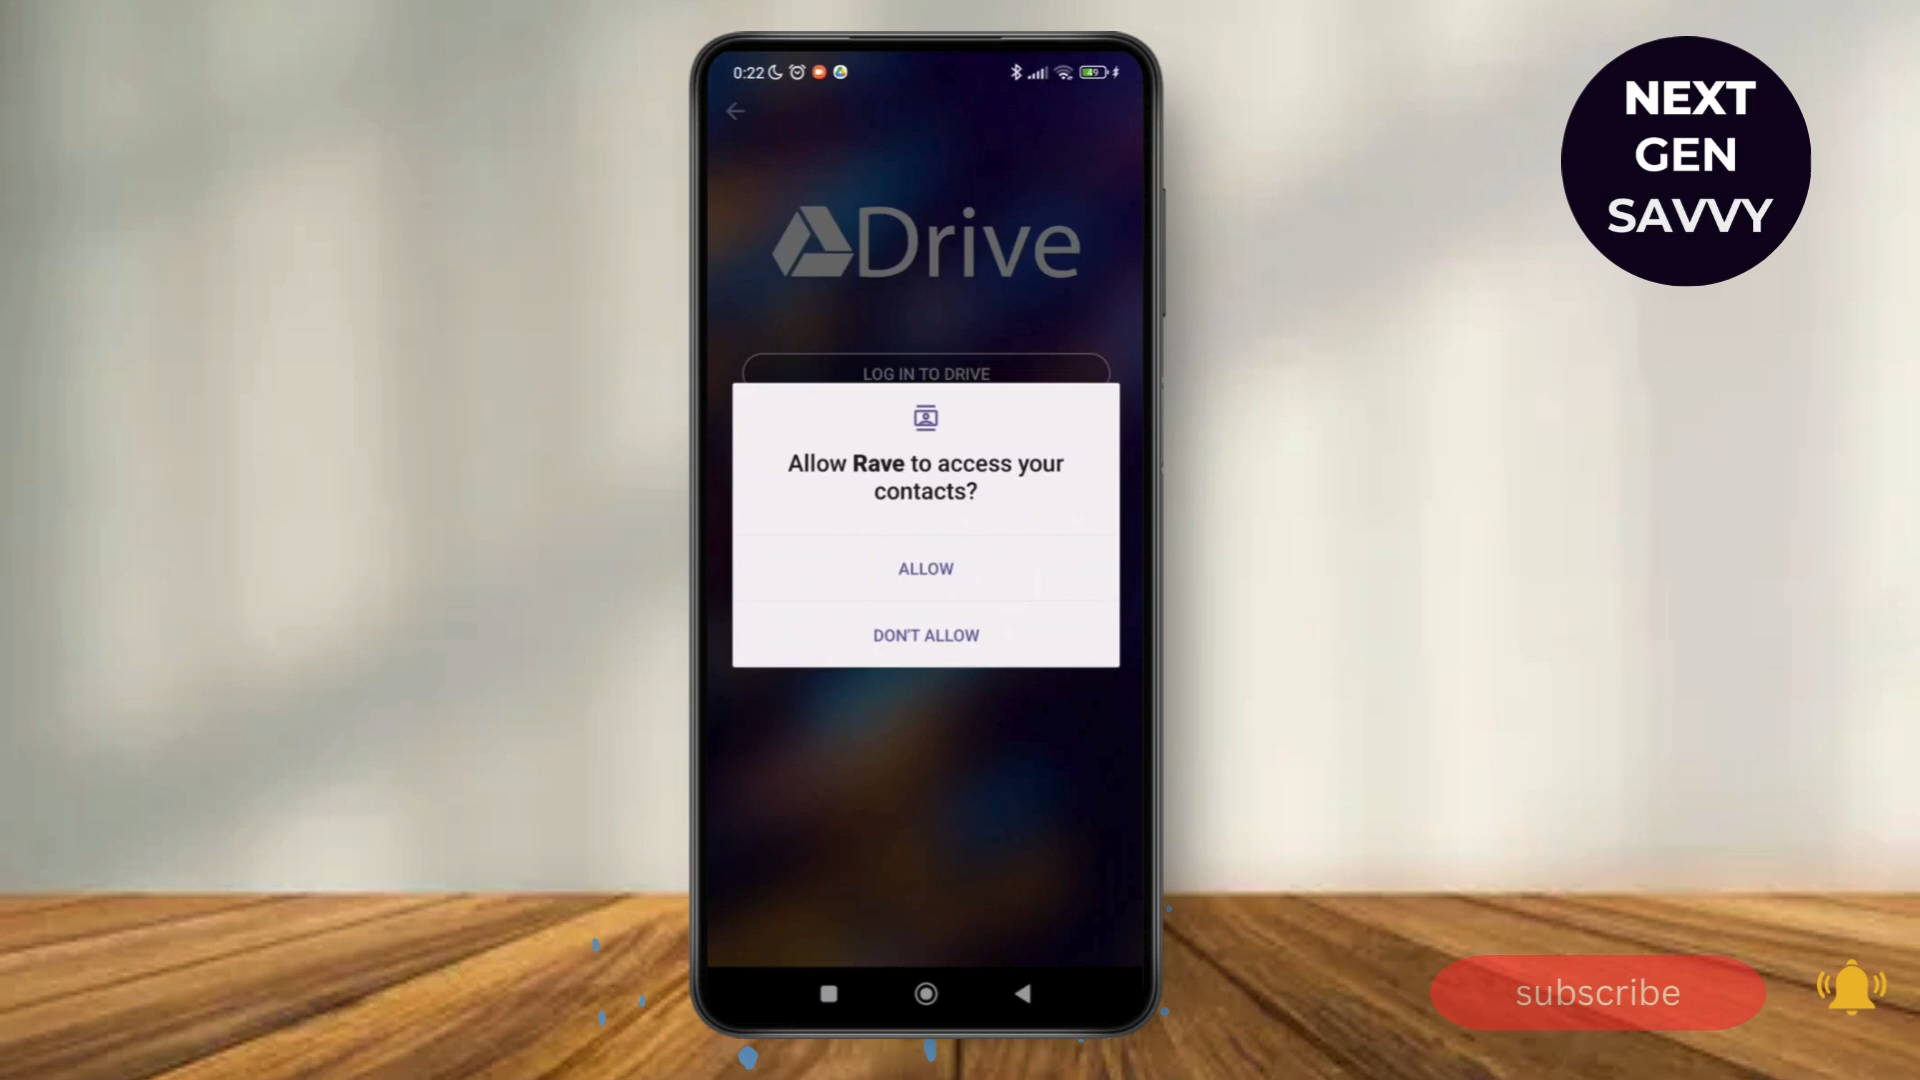 NEXT
GEN
SAVVY
0:22
49
Drive
LOG IN TO DRIVE
Allow Rave to access your
contacts?
ALLOW
DON'T ALLOW
subscribe